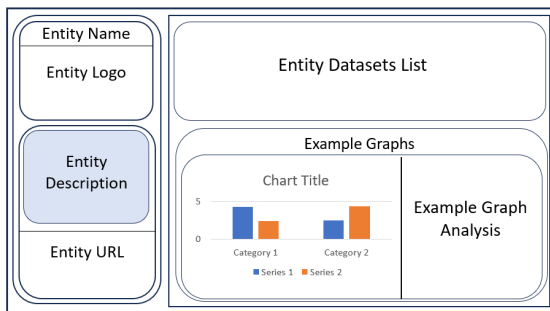 Entity Name
Entity Logo
Entity
Description
Entity URL
Entity Datasets List
Example Graphs
Chart Title
5
0
Category 1
Category 2
Series 1
Series 2
Example Graph
Analysis